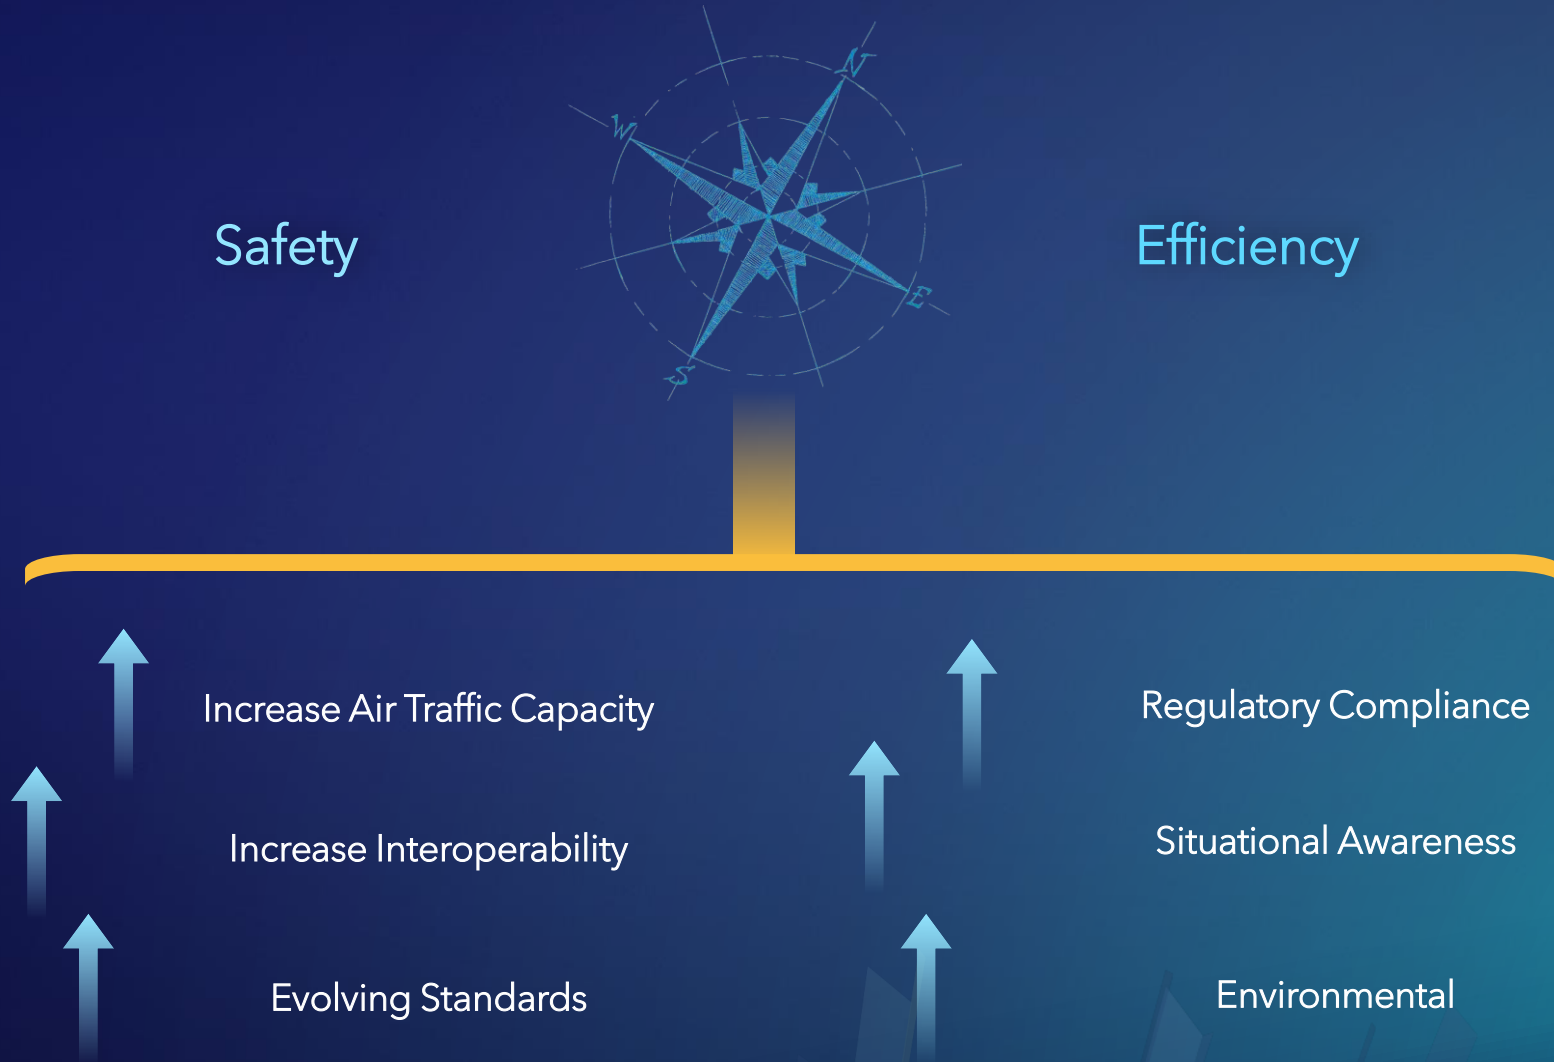 N
W
Safety
Efficiency
E
S
Increase Air Traffic Capacity
Regulatory Compliance
Increase Interoperability
Situational Awareness
Evolving Standards
Environmental